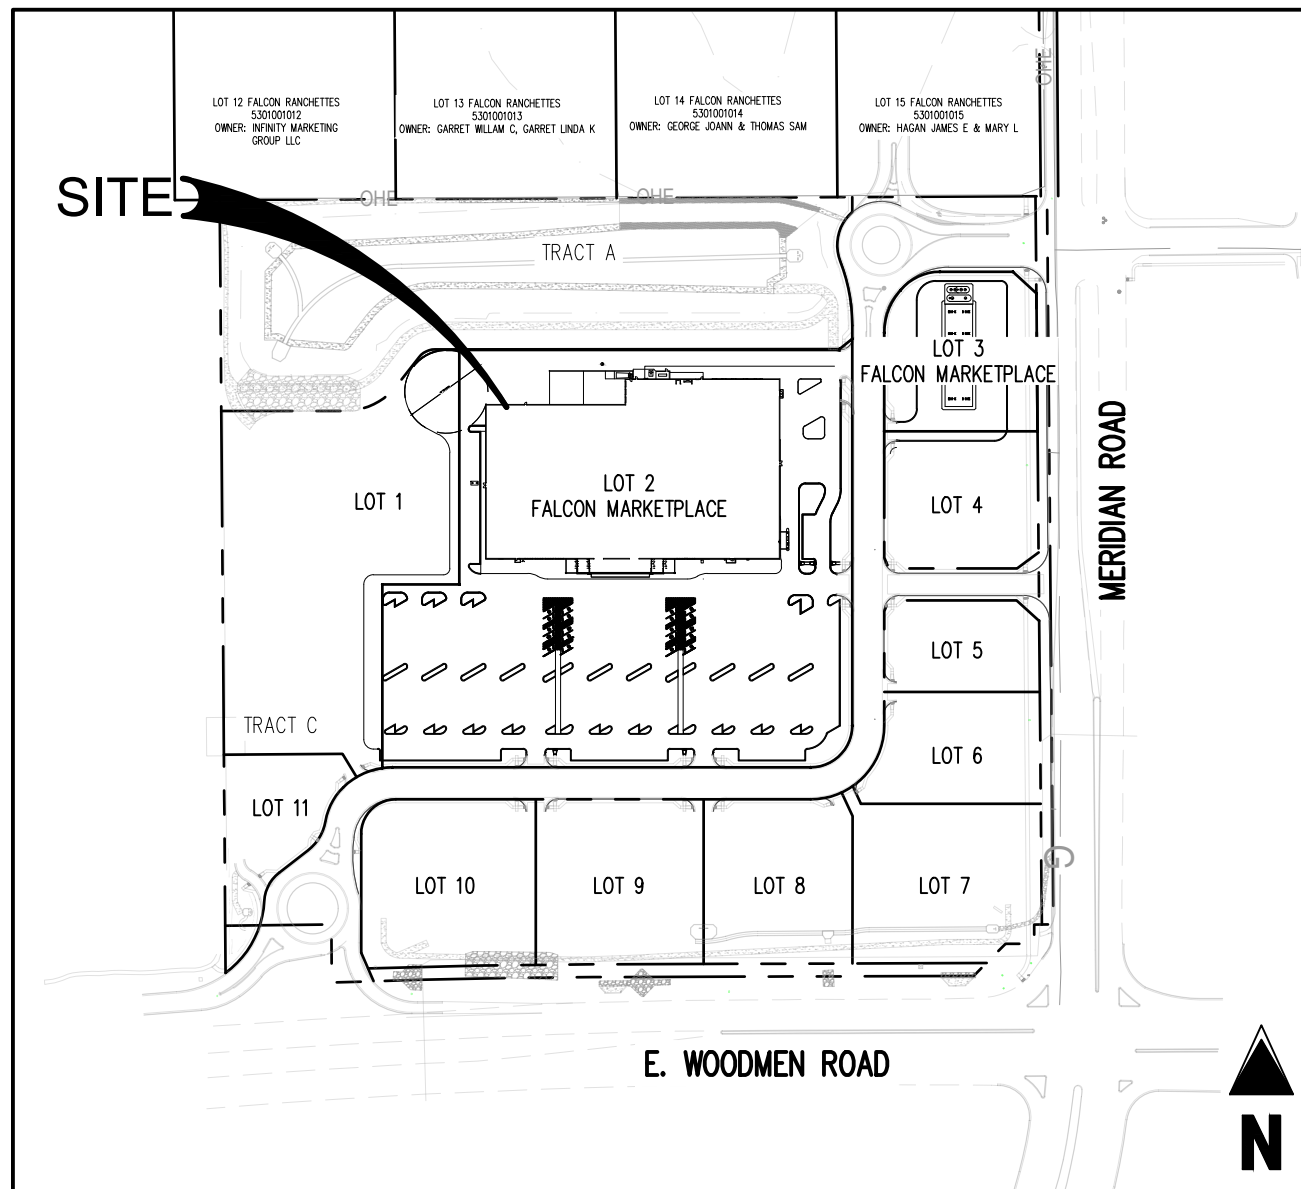 LOT 12 FALCON RANCHETTES
5301001012
OWNER: INFINITY MARKETING
GROUP LLC
LOT 13 FALCON RANCHETTES
5301001013
OWNER: GARRET WILLAM C, GARRET LINDA K
LOT 14 FALCON RANCHETTES
5301001014
OWNER: GEORGE JOANN & THOMAS SAM
LOT 15 FALCON RANCHETTES
5301001015
OWNER: HAGAN JAMES E & MARY L
OHE
SITE
OHE
OHE
TRACT A
LOT 3
FALCON MARKETPLACE
LOT 1
LOT 2
FALCON MARKETPLACE
LOT 4
MERIDIAN ROAD
LOT 5
TRACT C
LOT 6
LOT 11
LOT 10
LOT 9
LOT 8
LOT 7
G
E. WOODMEN ROAD
N